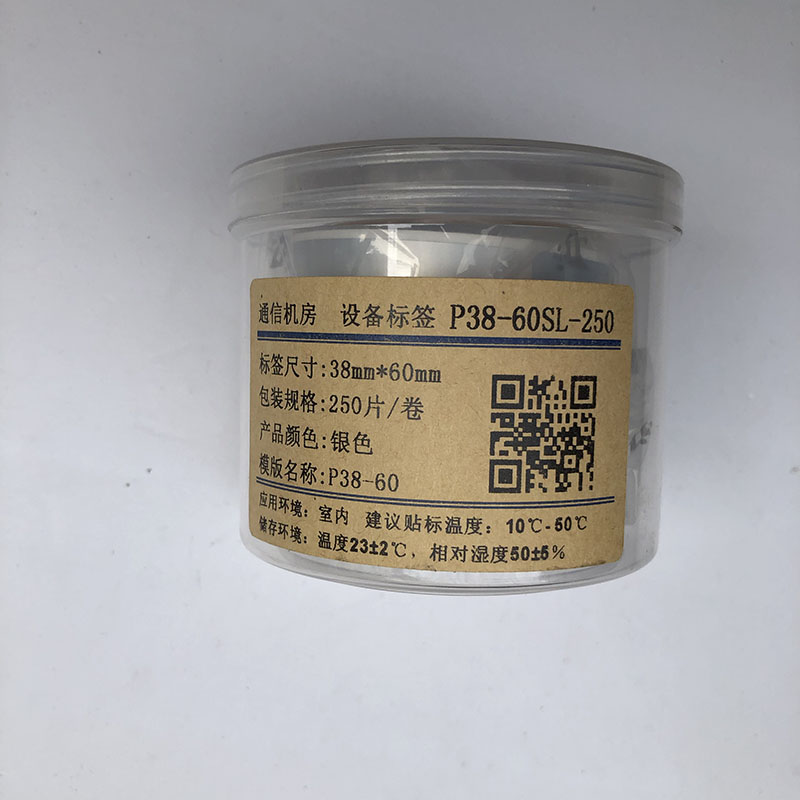 通信机房 设备标签 P38-60SL-250
标签尺寸:38mm*60mm
包装规格:250片/卷
产品颜色:银色
模版名称:P38-60
应用环境: 室内 建议贴标温度: 10℃-50℃
储存环境: 温度23±2℃, 相对湿度50±5%